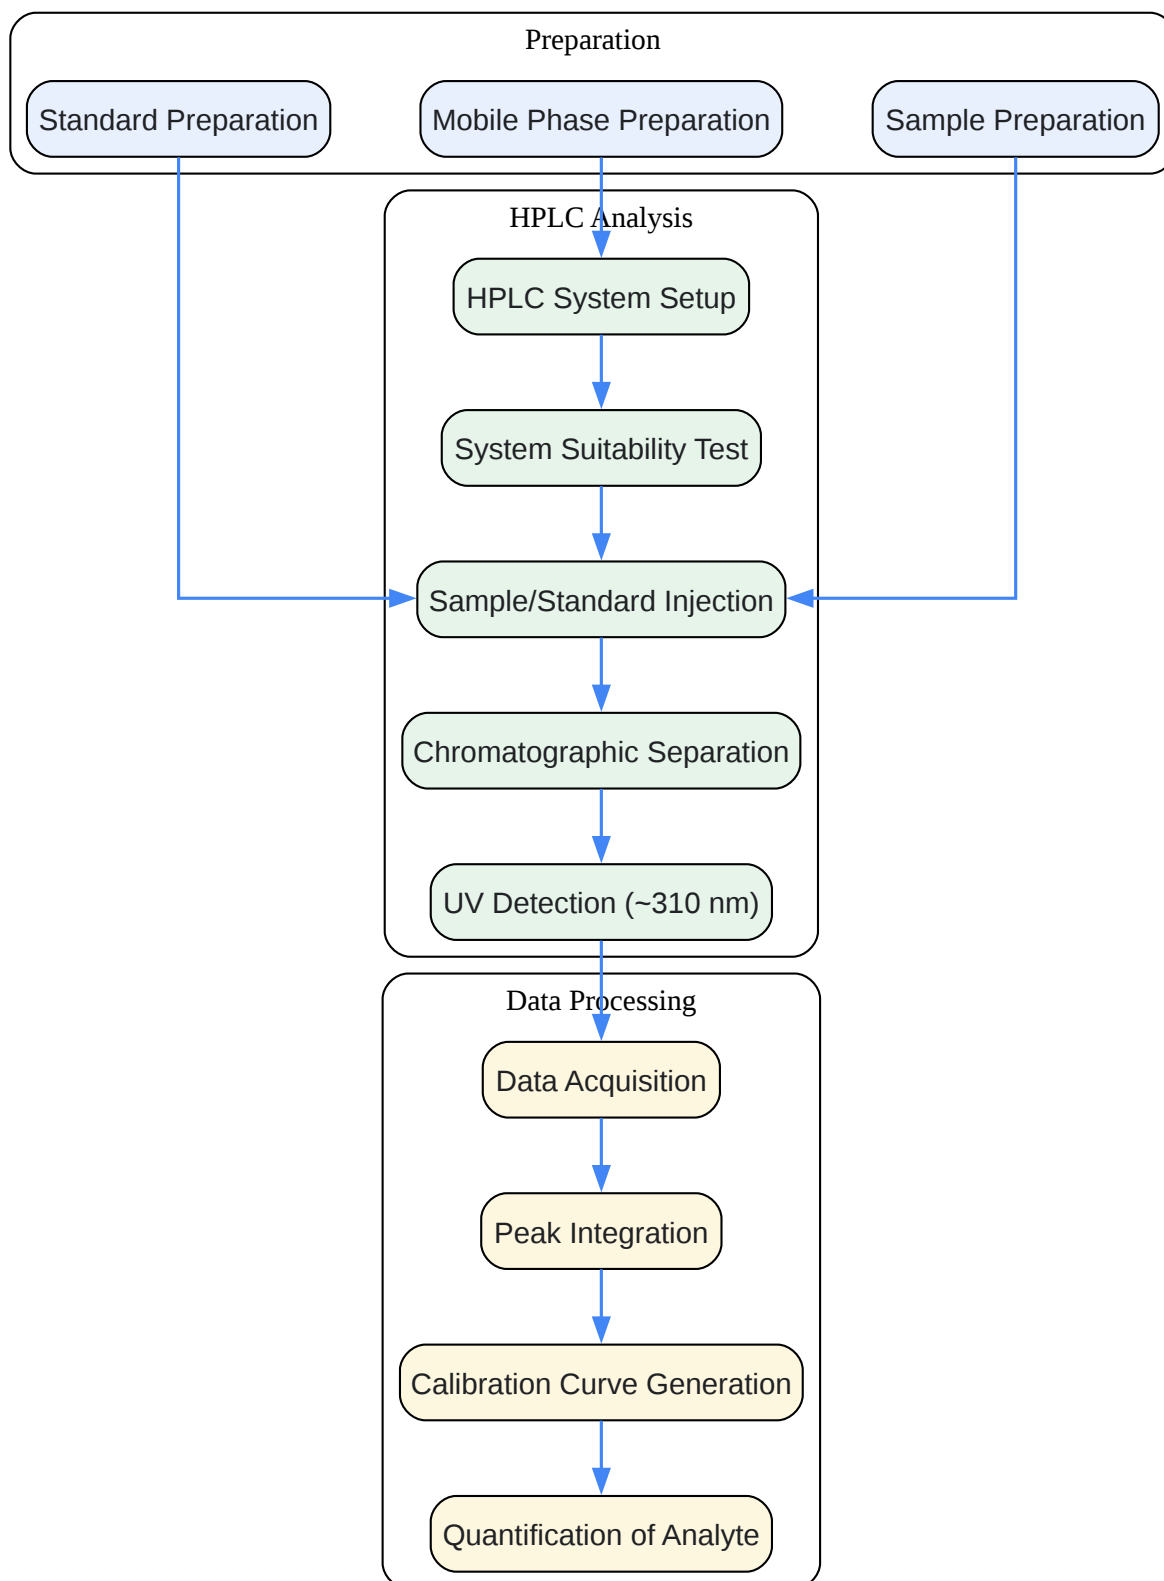 Preparation
Standard Preparation
Mobile Phase Preparation
Sample Preparation
HPLC Analysis
HPLC System Setup
System Suitability Test
Sample/Standard Injection
Chromatographic Separation
UV Detection (~310 nm)
Data Processing
Data Acquisition
Peak Integration
Calibration Curve Generation
Quantification of Analyte